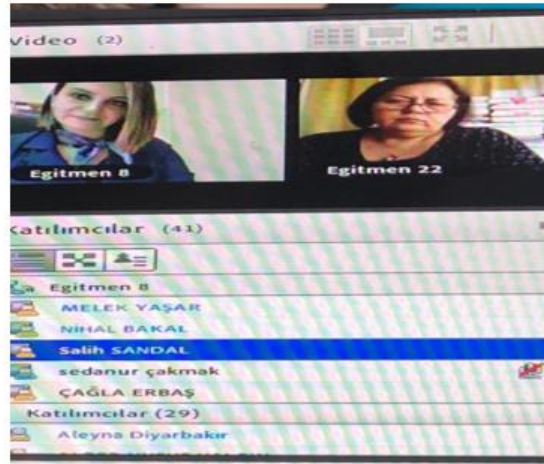 Video (2)
Egitmen 8
Egitmen 22
Katılımcılar (41)
Egitmen 8
MELEK YAŞAR
NİHAL BAKAL
Salih SANDAL
sedanur çakmak
ÇAĞLA ERBAŞ
Katılımcılar (29)
Aleyna Diyarbakır